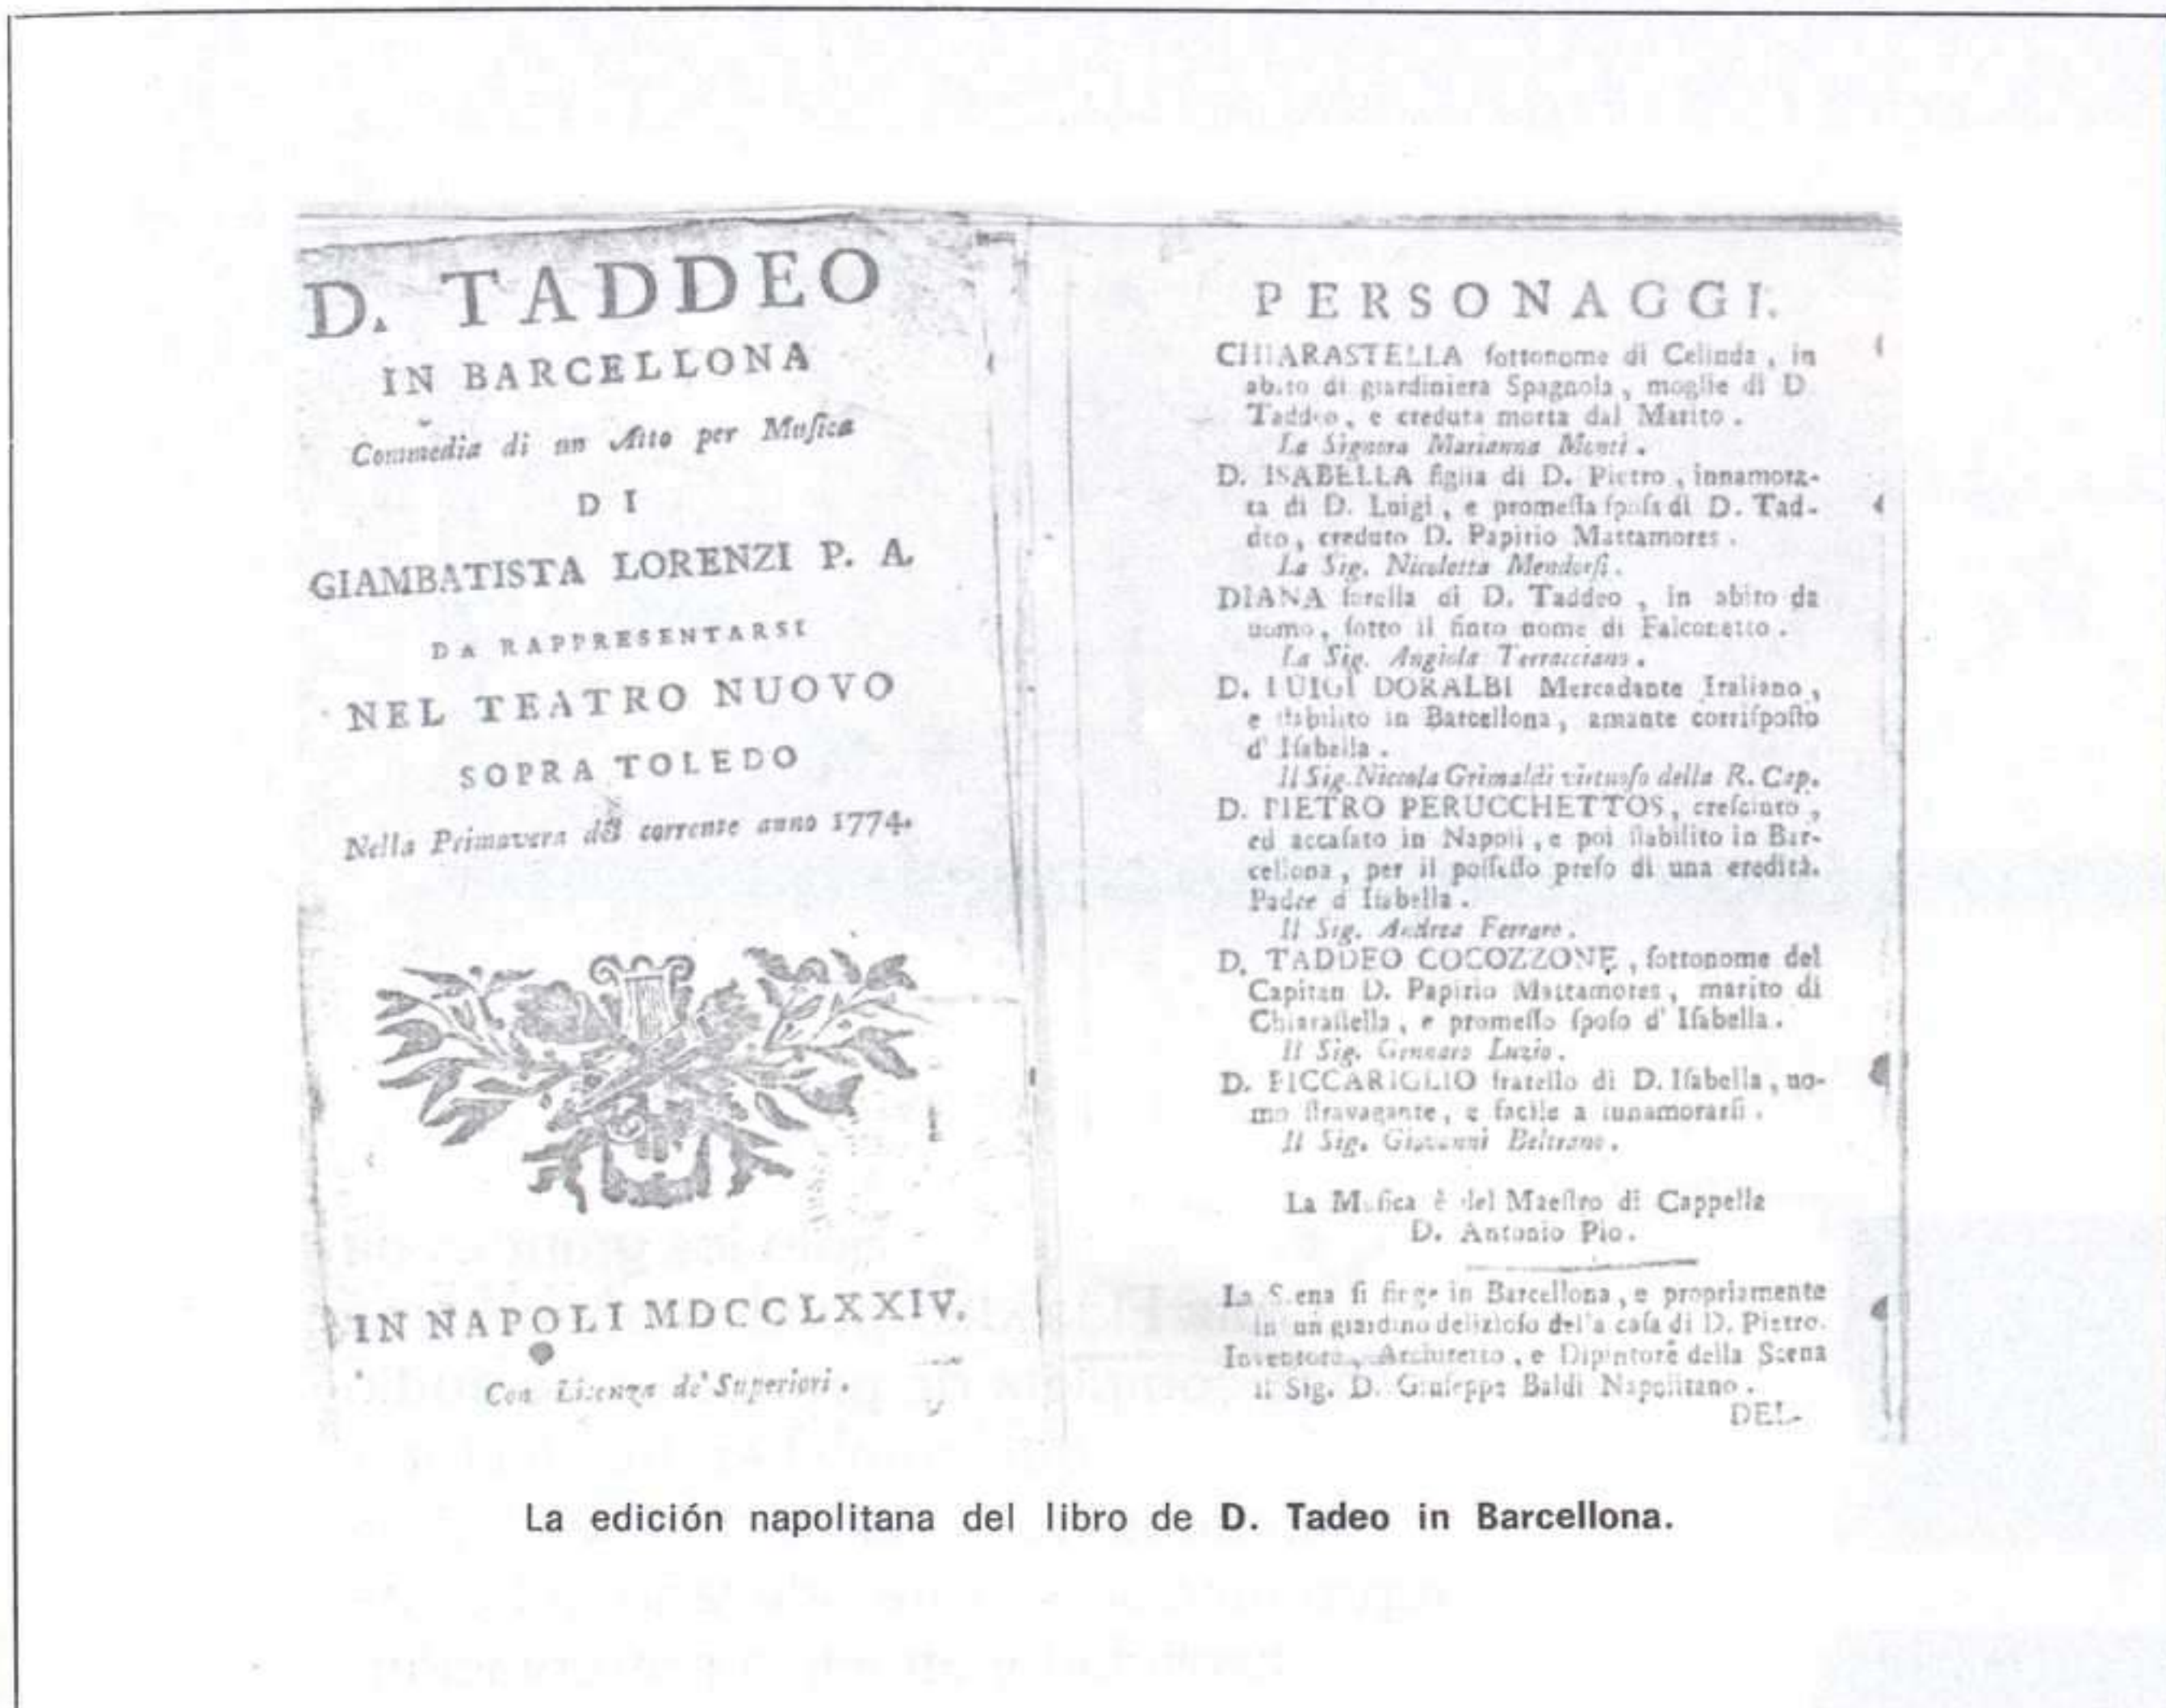 D. TADDEO
IN BARCELLONA
Commedia di un Atto per Muſica
DI
GIAMBATISTA LORENZI P. A.
DA RAPPRESENTARSI
NEL TEATRO NUOVO
SOPRA TOLEDO
Nella Primavera del corrente anno 1774.
IN NAPOLI MDCCLXXIV.
Con Licenza de' Superiori.
PERSONAGGI.
CHIARASTELLA ſottonome di Celinda, in
abito di giardiniera Spagnola, moglie di D.
Taddeo, e creduta morta dal Marito.
La Signora Marianna Monti.
D. ISABELLA figlia di D. Pietro, innamora-
ta di D. Luigi, e promeſſa ſpoſa di D. Tad-
deo, creduto D. Papirio Mattamores.
La Sig. Nicoletta
DIANA ſorella di D. Taddeo, in abito da
uomo, ſotto il finto nome di Falconetto.
La Sig. Angiola Terracciano.
D. LUIGI DORALBI Mercadante Italiano,
e ſtabilito in Barcellona, amante corriſpoſto
d' Iſabella.
Il Sig. Niccola Grimaldi virtuoſo della R. Cap.
D. PIETRO PERUCCHETTOS, creſciuto,
ed accaſato in Napoli, e poi ſtabilito in Bar-
cellona, per il poſſeſſo preſo di una eredità.
Padre d' Iſabella.
Il Sig. Andrea Ferraro.
D. TADDEO COCOZZONE, ſottonome del
Capitan D. Papirio Mattamores, marito di
Chiaraſtella, e promeſſo ſpoſo d' Iſabella.
Il Sig. Gennaro Luzio.
D. PICCARIGLIO fratello di D. Iſabella, uo-
mo ſtravagante, e facile a innamorarſi.
Il Sig. Giovanni Beltrano.
La Muſica è del Maeſtro di Cappella
D. Antonio Pio.
La Scena ſi finge in Barcellona, e propriamente
in un giardino delizioſo del'a caſa di D. Pietro.
Inventore, Architetto, e Dipintore della Scena
il Sig. D. Giuſeppe Baldi Napolitano.
DEL-
La edición napolitana del libro de D. Tadeo in Barcellona.